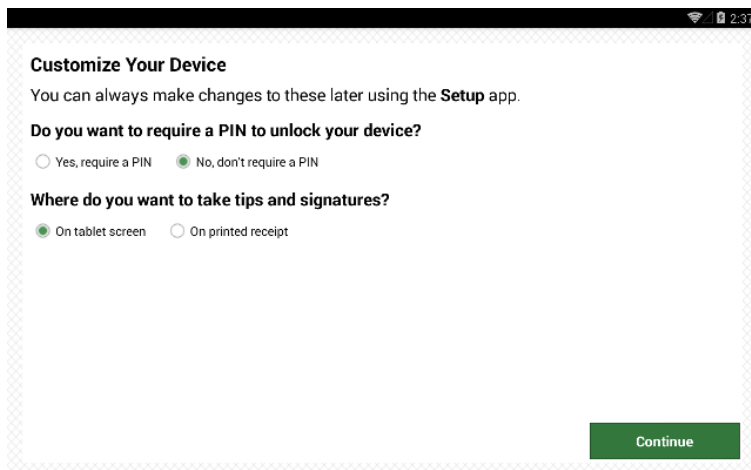 2:37
Customize Your Device
You can always make changes to these later using the Setup app.
Do you want to require a PIN to unlock your device?
Yes, require a PIN No, don't require a PIN
Where do you want to take tips and signatures?
On tablet screen On printed receipt
Continue